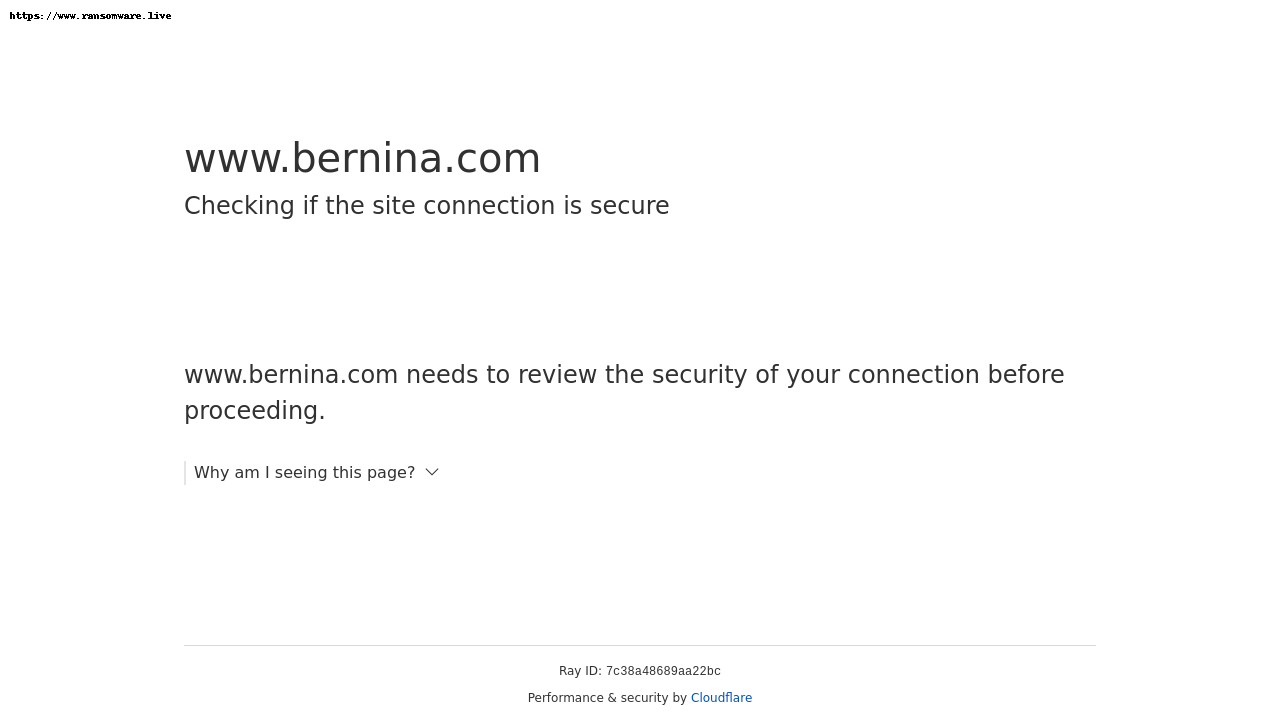 https://www.ransomware.live
www.bernina.com
Checking if the site connection is secure
www.bernina.com needs to review the security of your connection before
proceeding.
Why am I seeing this page?
Ray ID: 7c38a48689aa22bc
Performance & security by Cloudflare